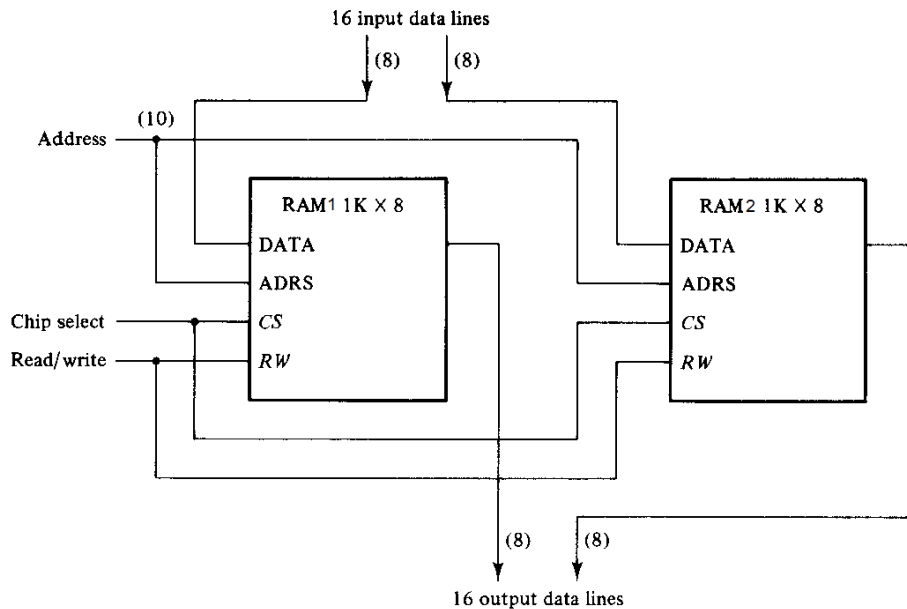 16 input data lines
(8) (8)
(10)
Address
RAM1 1K × 8
DATA
ADRS
CS
RW
RAM2 1K × 8
DATA
ADRS
CS
RW
Chip select
Read/write
(8) (8)
16 output data lines